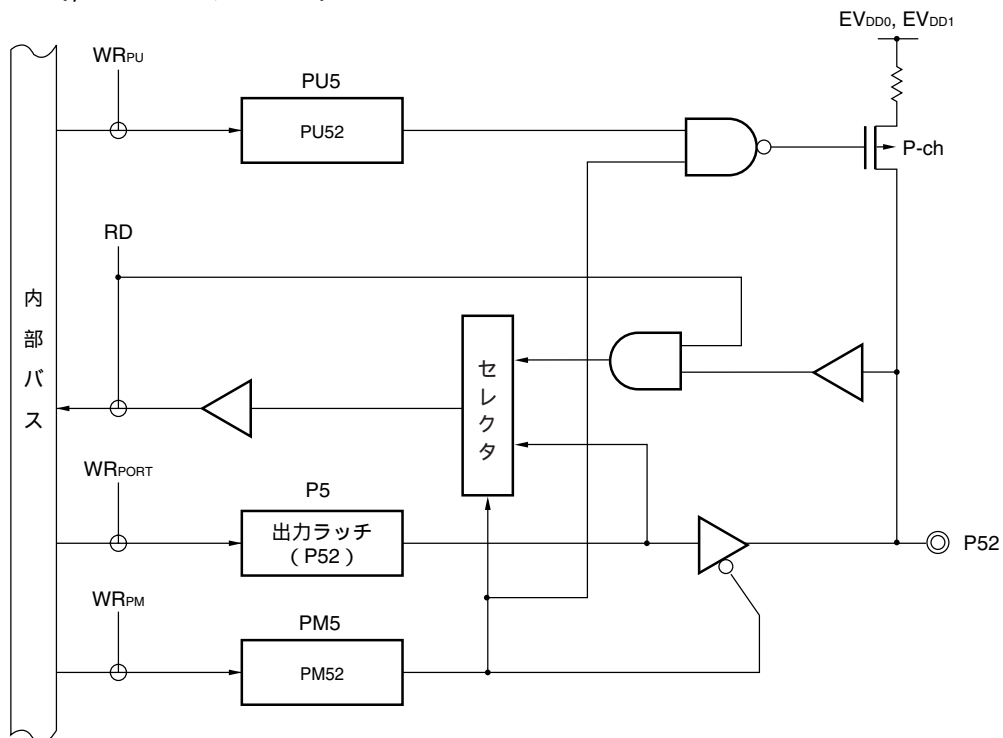 EVDD0, EVDD1
WRPU
PU5
PU52
P-ch
RD
内部バス
セレクタ
WRPORT
P5
出力ラッチ
(P52)
P52
WRPM
PM5
PM52